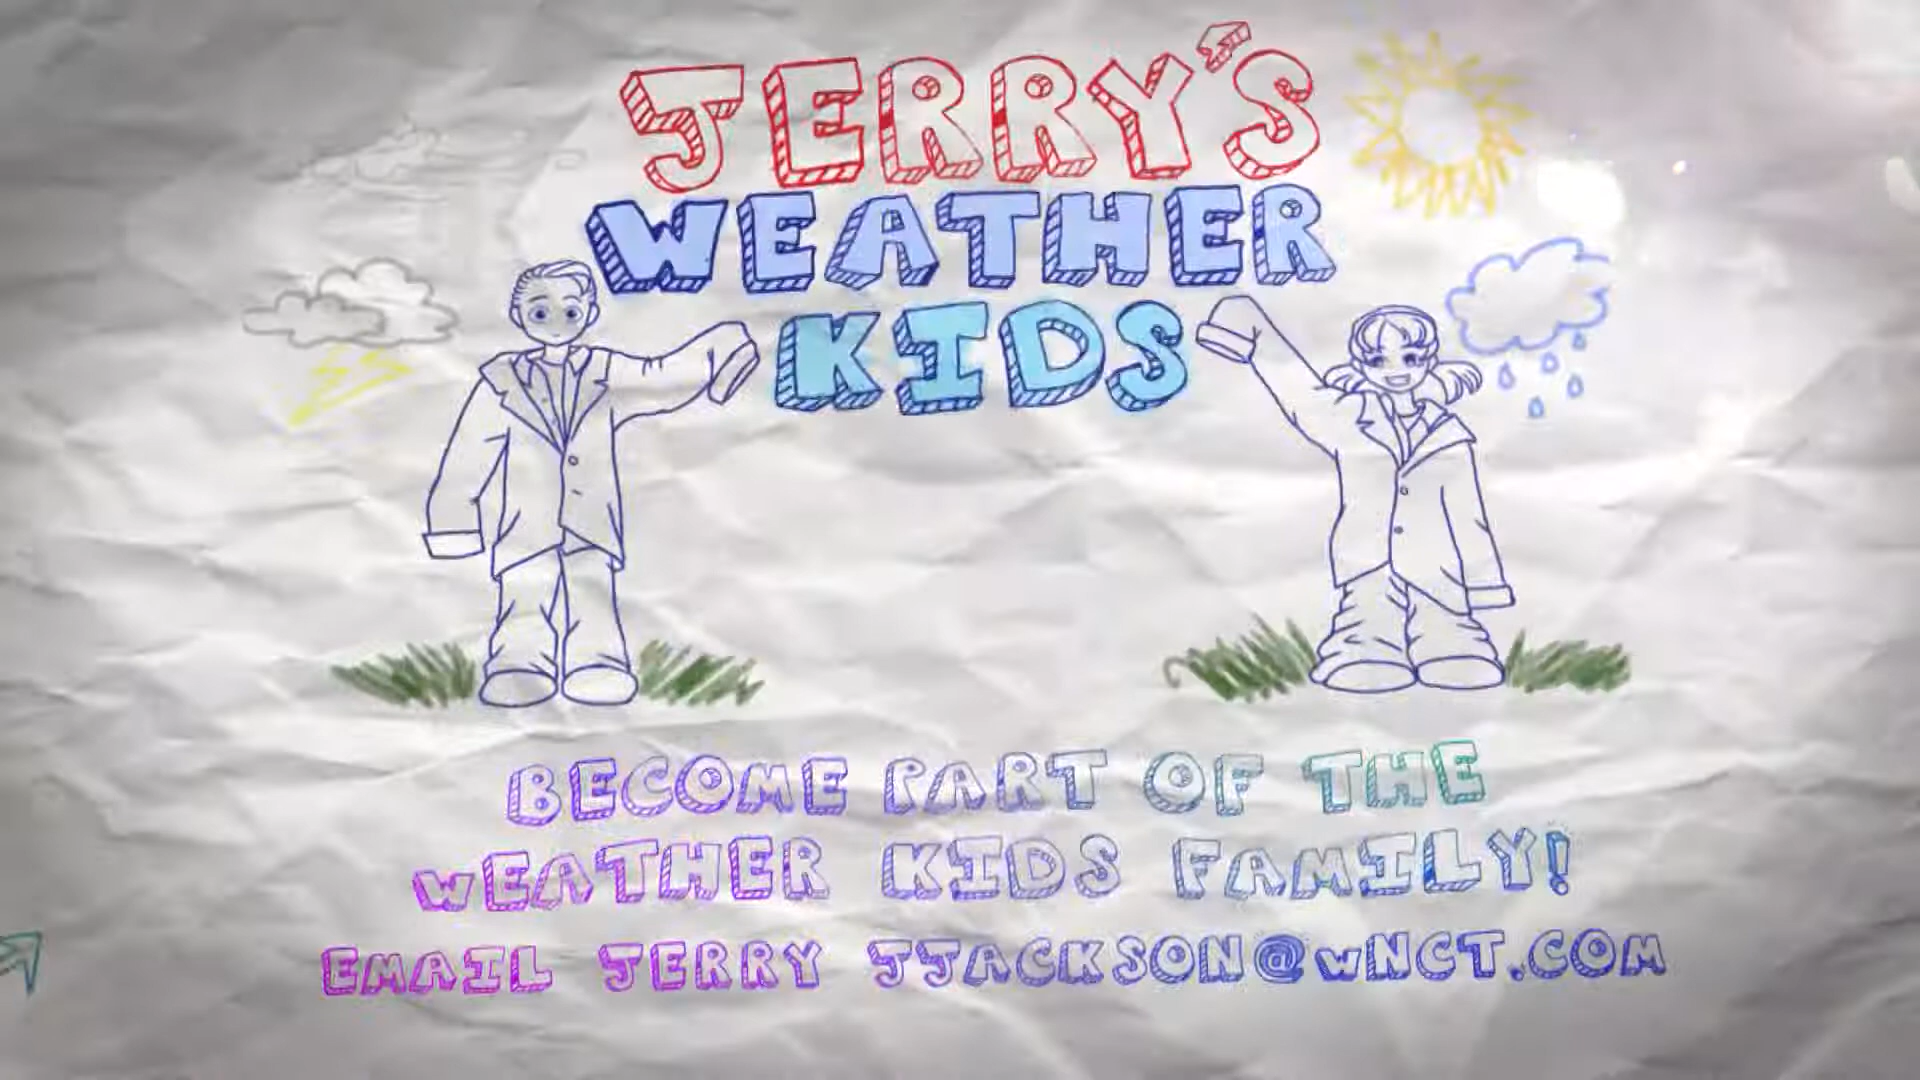 JERRY'S
WEATHER
KIDS
BECOME PART OF THE
WEATHER KIDS FAMILY!
EMAIL JERRY JJACKSON@WNCT.COM